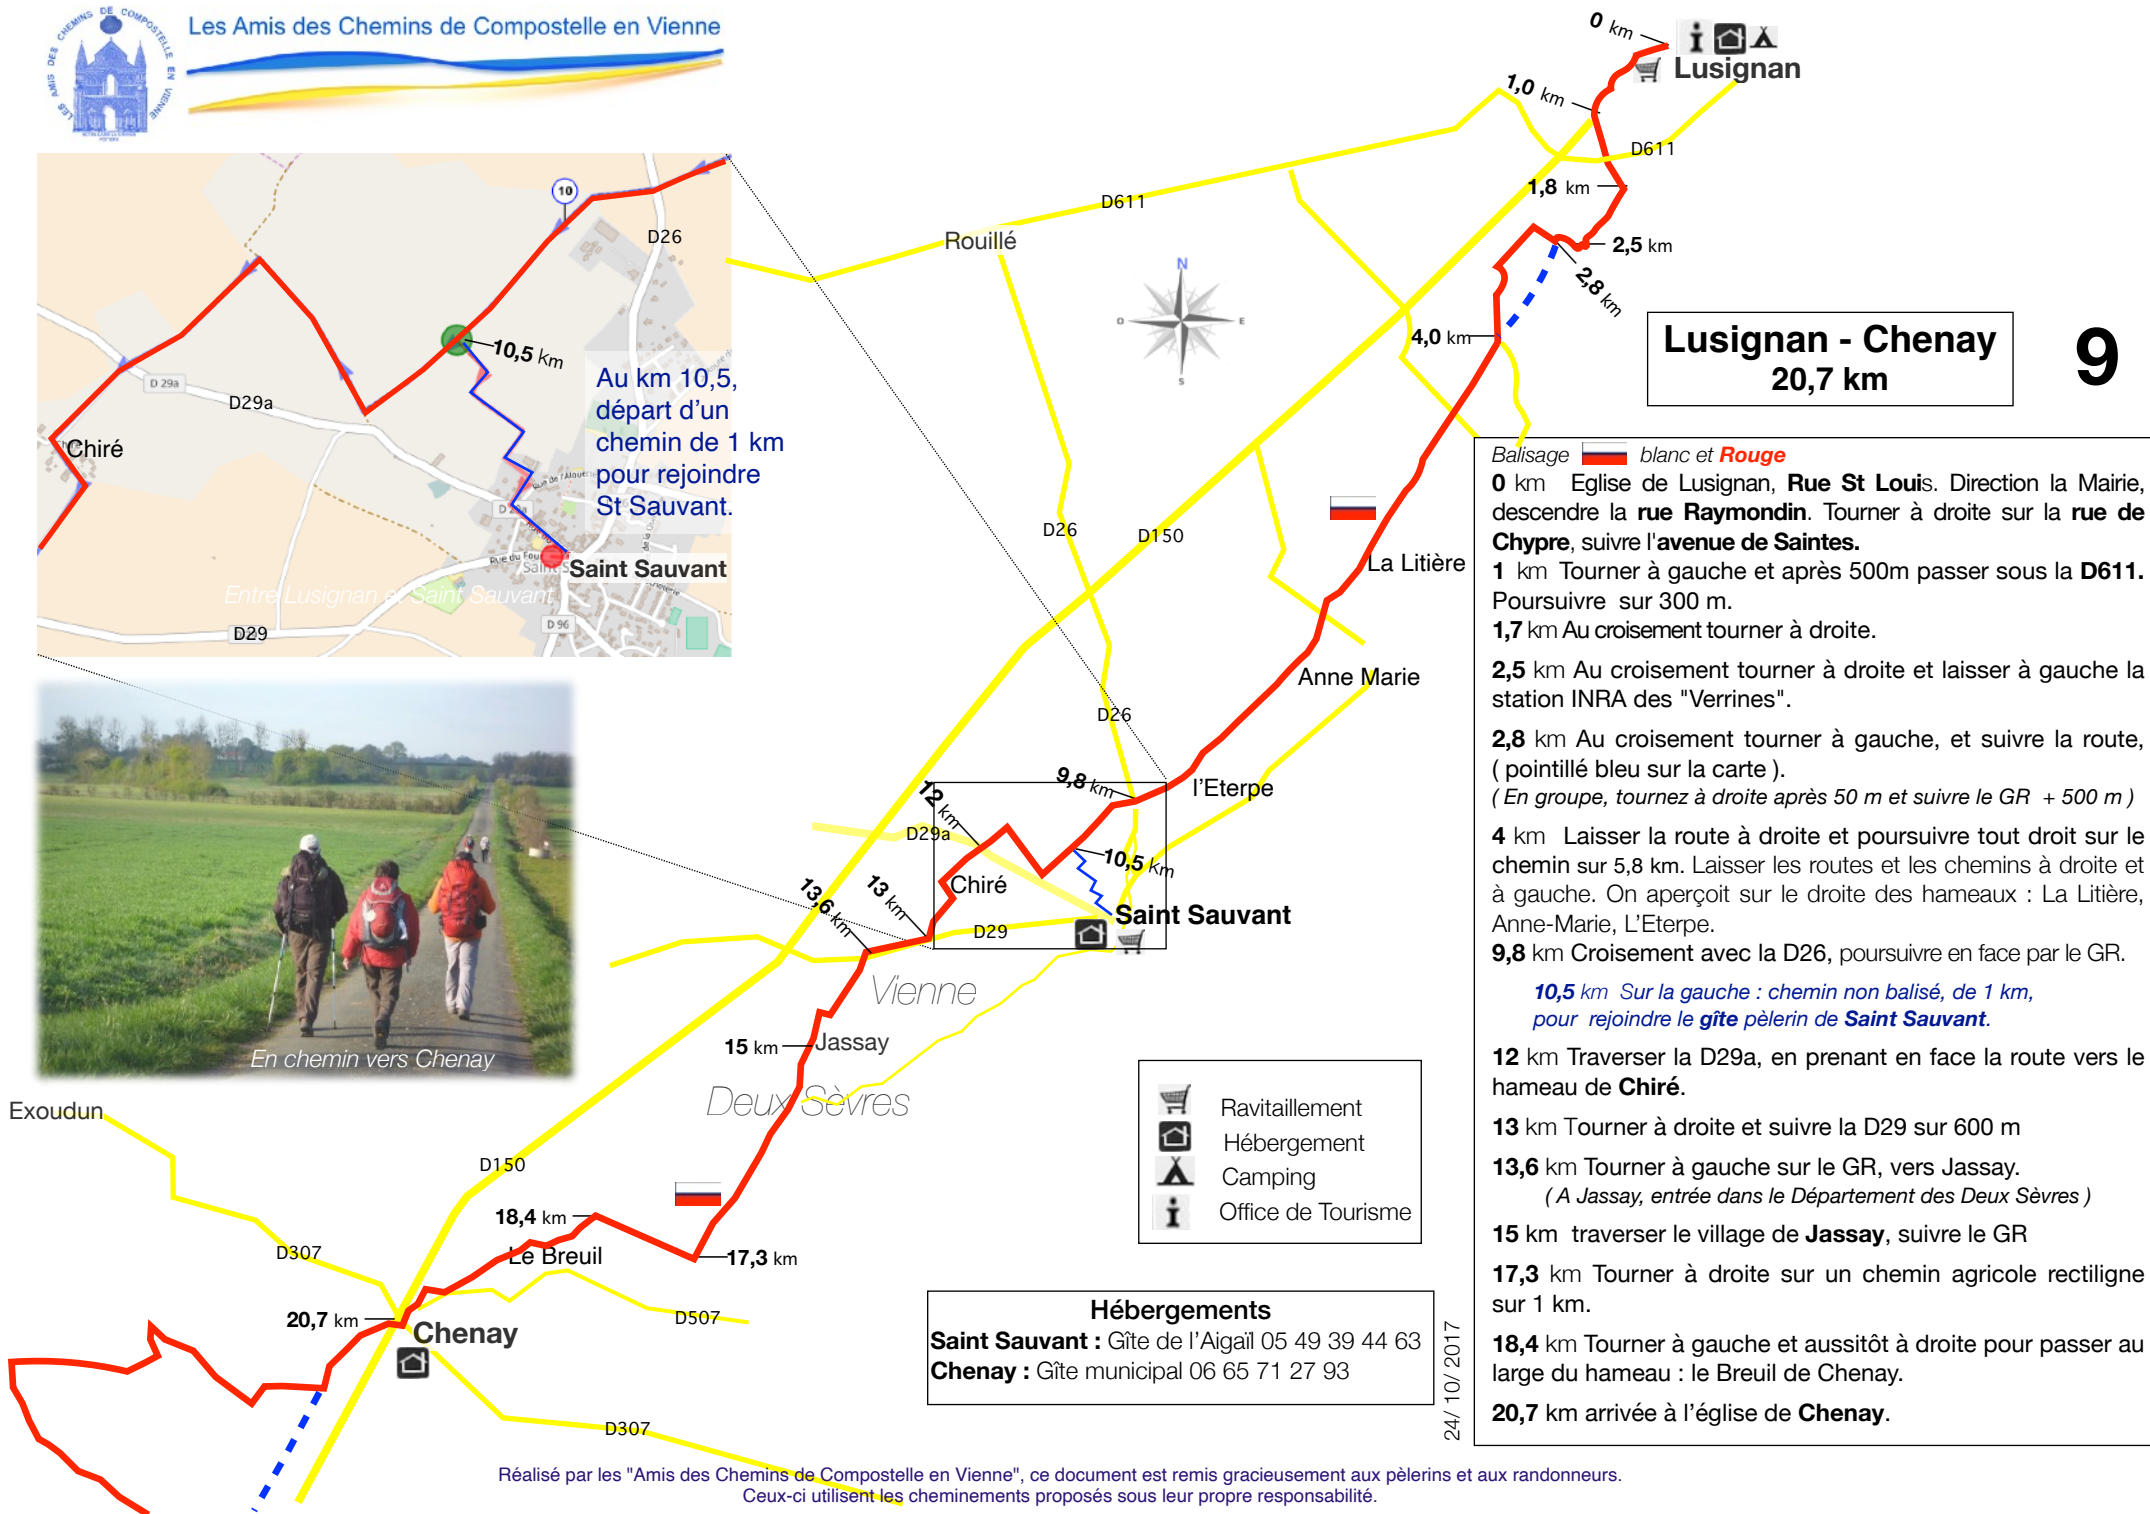 LES AMIS DES CHEMINS DE COMPOSTELLE EN VIENNE
Les Amis des Chemins de Compostelle en Vienne
10
D26
10,5 km
Au km 10,5,
départ d'un
chemin de 1 km
pour rejoindre
St Sauvant.
D 29a
D29a
Chiré
Saint Sauvant
Entre Lusignan et Saint Sauvant
D29
D 96
En chemin vers Chenay
0 km
Lusignan
1,0 km
D611
1,8 km
D611
Rouillé
2,5 km
2,8 km
N
O
E
S
4,0 km
Lusignan - Chenay
20,7 km
9
D26
D150
La Litière
Anne Marie
D26
9,8 km
l'Eterpe
12 km
D29a
10,5 km
Chiré
13 km
13,6 km
Saint Sauvant
D29
Vienne
15 km
Jassay
Deux Sèvres
Exoudun
D150
18,4 km
Le Breuil
17,3 km
D307
D507
20,7 km
Chenay
D307
Ravitaillement
Hébergement
Camping
Office de Tourisme
Hébergements
Saint Sauvant : Gîte de l'Aigaïl 05 49 39 44 63
Chenay : Gîte municipal 06 65 71 27 93
24/ 10/ 2017
Balisage blanc et Rouge
0 km Eglise de Lusignan, Rue St Louis. Direction la Mairie,
descendre la rue Raymondin. Tourner à droite sur la rue de
Chypre, suivre l'avenue de Saintes.
1 km Tourner à gauche et après 500m passer sous la D611.
Poursuivre sur 300 m.
1,7 km Au croisement tourner à droite.
2,5 km Au croisement tourner à droite et laisser à gauche la
station INRA des "Verrines".
2,8 km Au croisement tourner à gauche, et suivre la route,
( pointillé bleu sur la carte ).
( En groupe, tournez à droite après 50 m et suivre le GR + 500 m )
4 km Laisser la route à droite et poursuivre tout droit sur le
chemin sur 5,8 km. Laisser les routes et les chemins à droite et
à gauche. On aperçoit sur le droite des hameaux : La Litière,
Anne-Marie, L'Eterpe.
9,8 km Croisement avec la D26, poursuivre en face par le GR.
10,5 km Sur la gauche : chemin non balisé, de 1 km,
pour rejoindre le gîte pèlerin de Saint Sauvant.
12 km Traverser la D29a, en prenant en face la route vers le
hameau de Chiré.
13 km Tourner à droite et suivre la D29 sur 600 m
13,6 km Tourner à gauche sur le GR, vers Jassay.
( A Jassay, entrée dans le Département des Deux Sèvres )
15 km traverser le village de Jassay, suivre le GR
17,3 km Tourner à droite sur un chemin agricole rectiligne
sur 1 km.
18,4 km Tourner à gauche et aussitôt à droite pour passer au
large du hameau : le Breuil de Chenay.
20,7 km arrivée à l'église de Chenay.
Réalisé par les "Amis des Chemins de Compostelle en Vienne", ce document est remis gracieusement aux pèlerins et aux randonneurs.
Ceux-ci utilisent les cheminements proposés sous leur propre responsabilité.